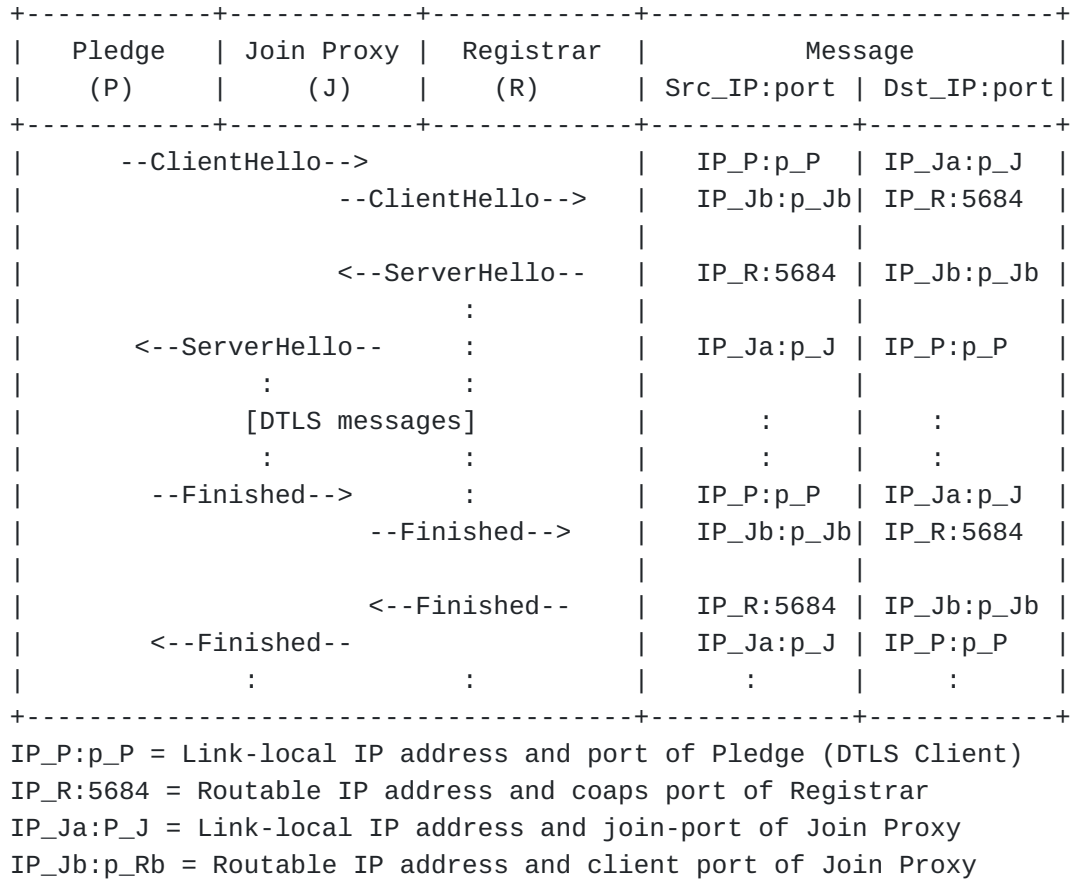 +------------+------------+-------------+--------------------------+
|   Pledge   | Join Proxy |  Registrar  |          Message         |
|    (P)     |     (J)    |    (R)      | Src_IP:port | Dst_IP:port|
+------------+------------+-------------+-------------+------------+
|      --ClientHello-->                 |   IP_P:p_P  | IP_Ja:p_J  |
|                    --ClientHello-->   |   IP_Jb:p_Jb| IP_R:5684  |
|                                       |             |            |
|                    <--ServerHello--   |   IP_R:5684 | IP_Jb:p_Jb |
|                            :          |             |            |
|       <--ServerHello--     :          |   IP_Ja:p_J | IP_P:p_P   |
|               :            :          |             |            |
|              [DTLS messages]          |       :     |    :       |
|               :            :          |       :     |    :       |
|        --Finished-->       :          |   IP_P:p_P  | IP_Ja:p_J  |
|                      --Finished-->    |   IP_Jb:p_Jb| IP_R:5684  |
|                                       |             |            |
|                      <--Finished--    |   IP_R:5684 | IP_Jb:p_Jb |
|        <--Finished--                  |   IP_Ja:p_J | IP_P:p_P   |
|              :             :          |      :      |     :      |
+---------------------------------------+-------------+------------+
IP_P:p_P = Link-local IP address and port of Pledge (DTLS Client)
IP_R:5684 = Routable IP address and coaps port of Registrar
IP_Ja:P_J = Link-local IP address and join-port of Join Proxy
IP_Jb:p_Rb = Routable IP address and client port of Join Proxy